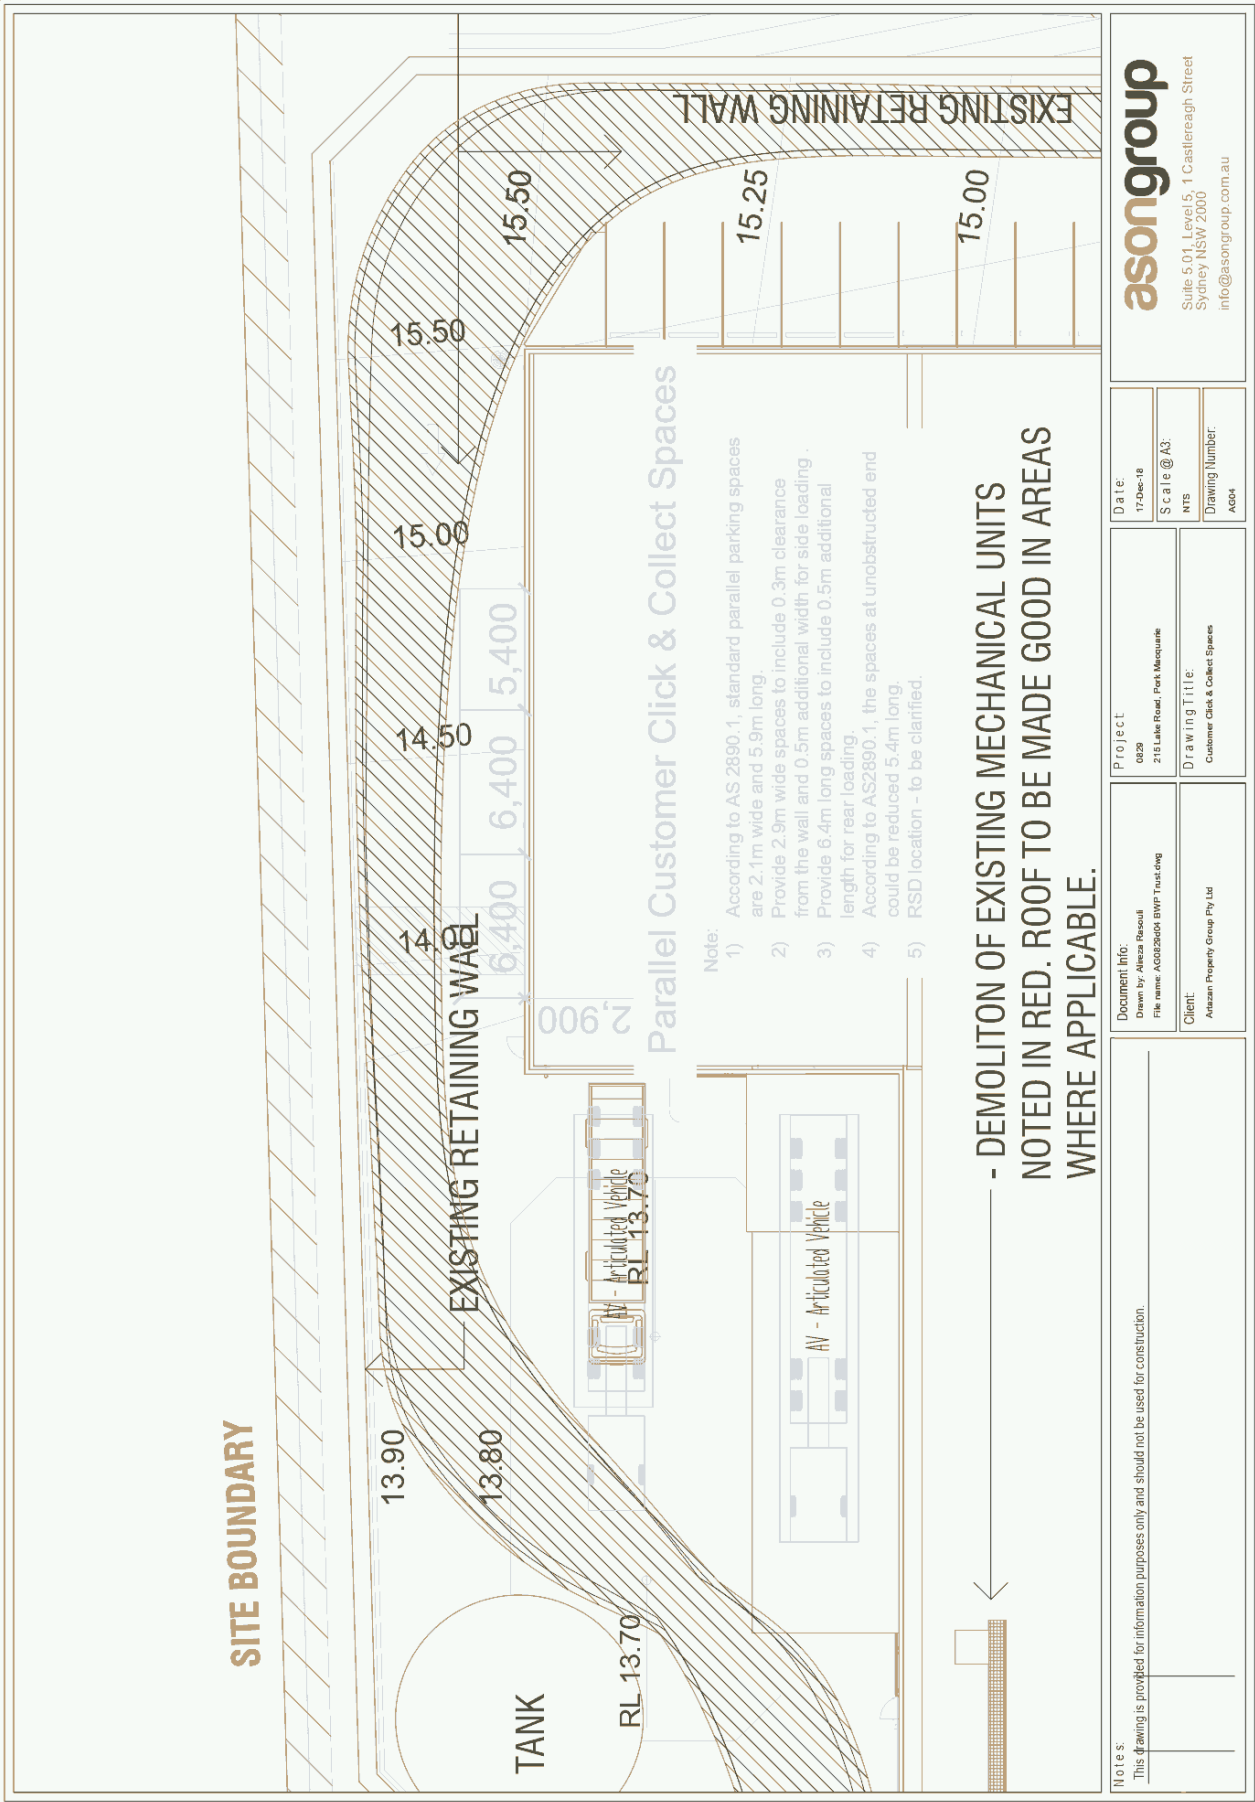 SITE BOUNDARY
EXISTING RETAINING WALL
EXISTING RETAINING WALL
15.50
15.25
15.00
15.50
15.00
14.50
13.90
13.80
RL 13.70
RL 13.70
TANK
6,400
6,400
5,400
2,900
AV - Articulated Vehicle
AV - Articulated Vehicle
Parallel Customer Click & Collect Spaces
Note:
1) According to AS 2890.1, standard parallel parking spaces
are 2.1m wide and 5.9m long.
2) Provide 2.9m wide spaces to include 0.3m clearance
from the wall and 0.5m additional width for side loading .
3) Provide 6.4m long spaces to include 0.5m additional
length for rear loading.
4) According to AS2890.1, the spaces at unobstructed end
could be reduced 5.4m long.
5) RSD location - to be clarified.
- DEMOLITON OF EXISTING MECHANICAL UNITS
NOTED IN RED. ROOF TO BE MADE GOOD IN AREAS
WHERE APPLICABLE.
Notes:
This drawing is provided for information purposes only and should not be used for construction.
Document Info:
Drawn by: Alireza Rasouli
File name: AG0829d04 BWP Trust.dwg
Client:
Artazan Property Group Pty Ltd
Project:
0829
215 Lake Road, Pork Macquarie
Drawing Title:
Customer Click & Collect Spaces
Date:
17-Dec-18
Scale @ A3:
NTS
Drawing Number:
AG04
asongroup
Suite 5.01, Level 5, 1 Castlereagh Street
Sydney NSW 2000
info@asongroup.com.au